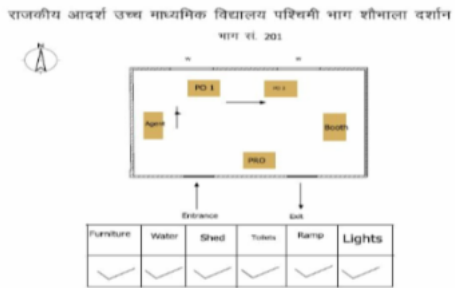 राजकीय आदर्श उच्च माध्यमिक विद्यालय पश्चिमी भाग शौभाला दर्शान
भाग सं. 201
N
W W
PO 1
Agent
Booth
PRO
Entrance Exit
Furniture Water Shed Toilets Ramp Lights